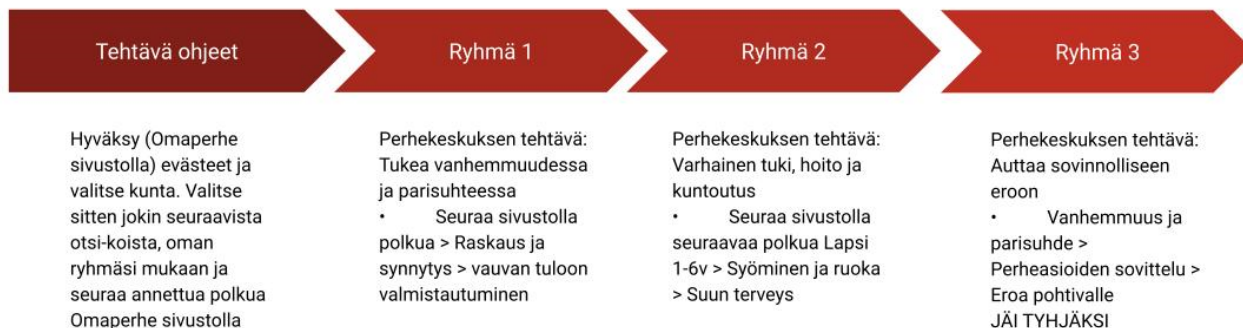 Tehtävä ohjeet
Ryhmä 1
Ryhmä 2
Ryhmä 3
Hyväksy (Omaperhe
sivustolla) evästeet ja
valitse kunta. Valitse
sitten jokin seuraavista
otsi-koista, oman
ryhmäsi mukaan ja
seuraa annettua polkua
Omaperhe sivustolla
Perhekeskuksen tehtävä:
Tukea vanhemmuudessa
ja parisuhteessa
• Seuraa sivustolla
polkua > Raskaus ja
synnytys > vauvan tuloon
valmistautuminen
Perhekeskuksen tehtävä:
Varhainen tuki, hoito ja
kuntoutus
• Seuraa sivustolla
seuraavaa polkua Lapsi
1-6v > Syöminen ja ruoka
> Suun terveys
Perhekeskuksen tehtävä:
Auttaa sovinnolliseen
eroon
• Vanhemmuus ja
parisuhde >
Perheasioiden sovittelu >
Eroa pohtivalle
JÄI TYHJÄKSI